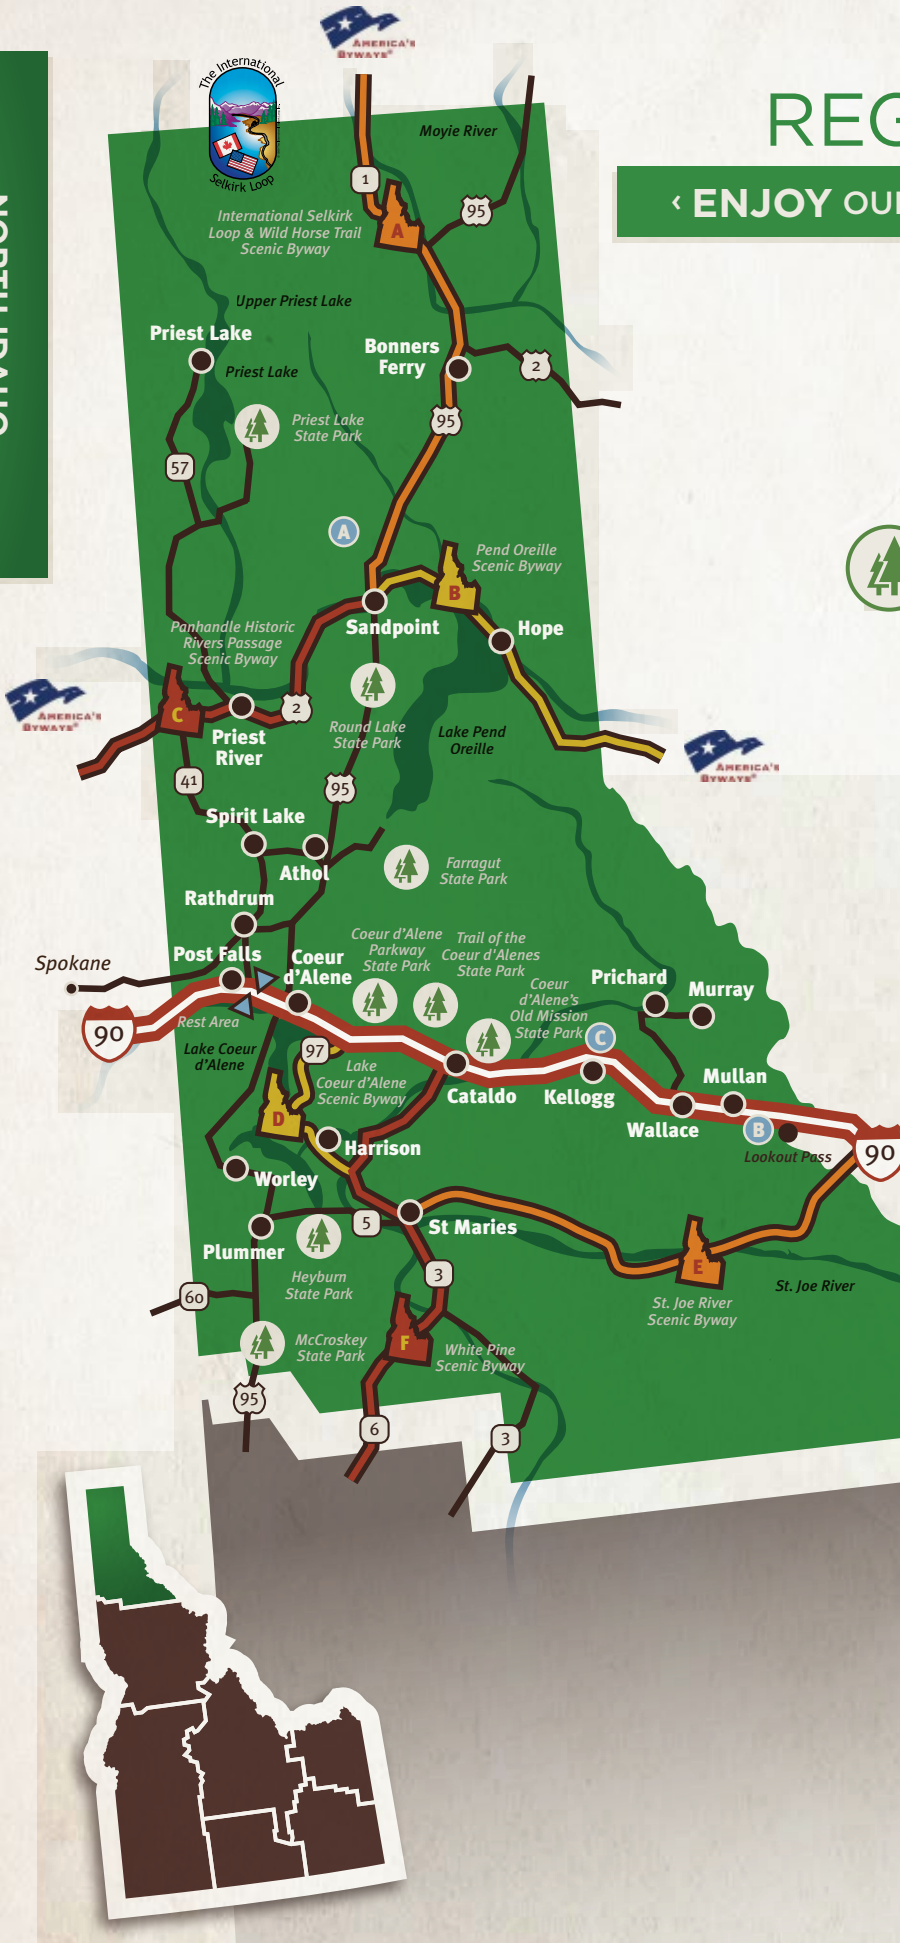 AMERICA'S
BYWAYS®
The International
Selkirk Loop
REG
‹ ENJOY OU
NORTH IDAHO
Moyie River
1
95
A
International Selkirk
Loop & Wild Horse Trail
Scenic Byway
Upper Priest Lake
Priest Lake
Bonners
Ferry
2
Priest Lake
95
Priest Lake
State Park
57
A
Pend Oreille
Scenic Byway
B
Sandpoint
Hope
Panhandle Historic
Rivers Passage
Scenic Byway
AMERICA'S
BYWAYS®
C
2
Priest
River
Round Lake
State Park
Lake Pend
Oreille
AMERICA'S
BYWAYS®
41
95
Spirit Lake
Athol
Farragut
State Park
Rathdrum
Post Falls
Coeur
d'Alene
Coeur d'Alene
Parkway
State Park
Trail of the
Coeur d'Alenes
State Park
Spokane
Coeur
d'Alene's
Old Mission
State Park
Prichard
Murray
90
Rest Area
C
Lake Coeur
d'Alene
97
Lake
Coeur d'Alene
Scenic Byway
Cataldo
Kellogg
Mullan
Wallace
B
Lookout Pass
90
D
Harrison
Worley
5
St Maries
Plummer
Heyburn
State Park
3
E
St. Joe River
St. Joe River
Scenic Byway
60
McCroskey
State Park
F
White Pine
Scenic Byway
95
6
3